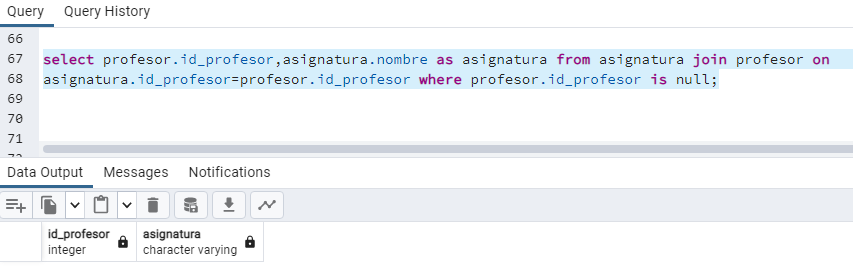 Query Query History
66
67 select profesor.id_profesor,asignatura.nombre as asignatura from asignatura join profesor on
68 asignatura.id_profesor=profesor.id_profesor where profesor.id_profesor is null;
69
70
71
Data Output Messages Notifications
id_profesor asignatura
integer character varying